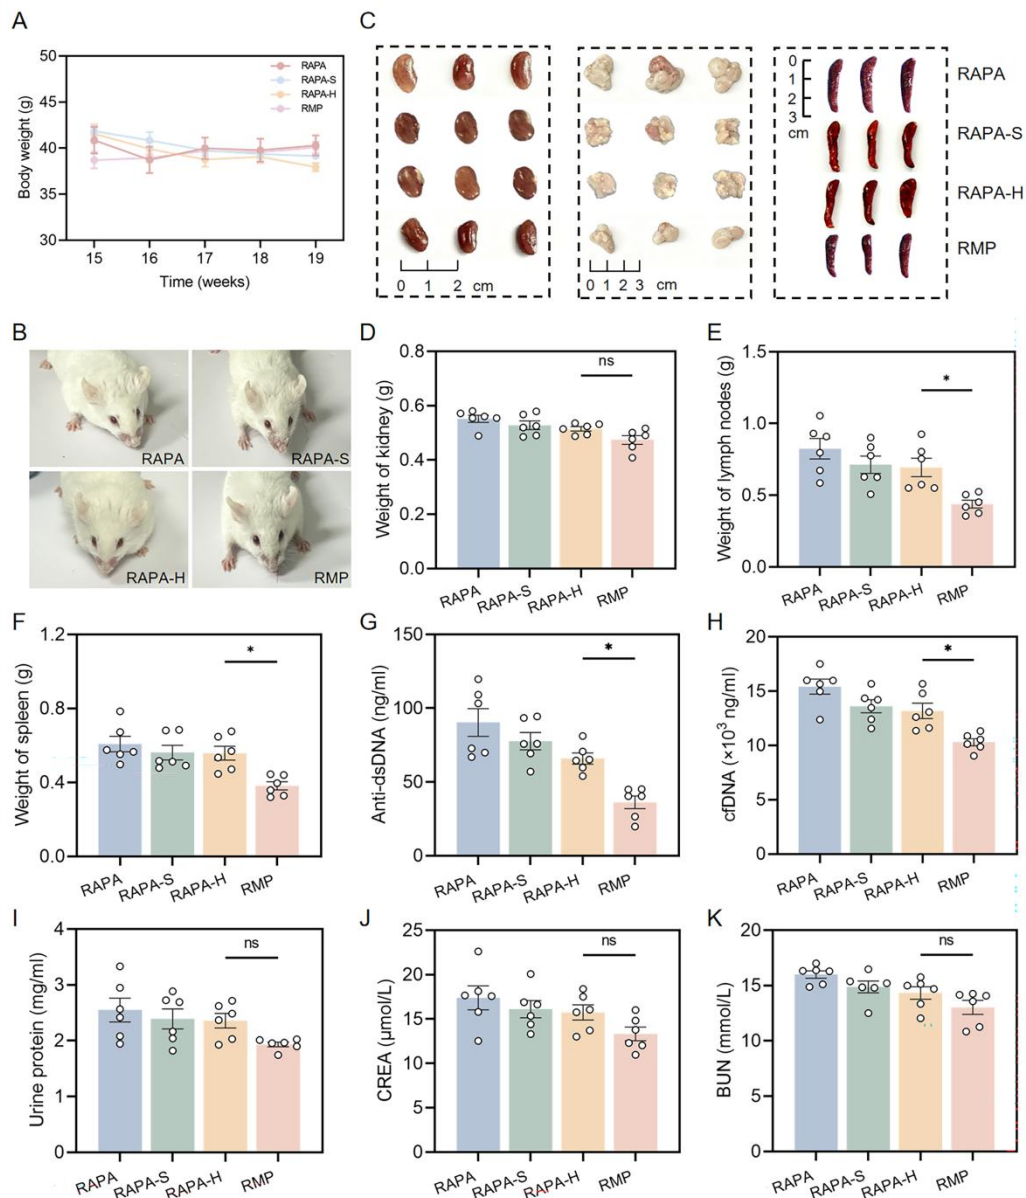 A
50
45
40
35
30
Body weight (g)
15 16 17 18 19
Time (weeks)
RAPA
RAPA-S
RAPA-H
RMP
C
0 1 2 cm
0 1 2 3 cm
0
1
2
3
cm
RAPA
RAPA-S
RAPA-H
RMP
B
RAPA
RAPA-S
RAPA-H
RMP
D
0.8
0.6
0.4
0.2
0.0
Weight of kidney (g)
ns
RAPA RAPA-S RAPA-H RMP
E
1.5
1.0
0.5
0.0
Weight of lymph nodes (g)
*
RAPA RAPA-S RAPA-H RMP
F
1.2
0.8
0.4
0.0
Weight of spleen (g)
*
RAPA RAPA-S RAPA-H RMP
G
150
100
50
0
Anti-dsDNA (ng/ml)
*
RAPA RAPA-S RAPA-H RMP
H
20
15
10
5
0
cfDNA (×10³ ng/ml)
*
RAPA RAPA-S RAPA-H RMP
I
4
3
2
1
0
Urine protein (mg/ml)
ns
RAPA RAPA-S RAPA-H RMP
J
25
20
15
10
5
0
CREA (μmol/L)
ns
RAPA RAPA-S RAPA-H RMP
K
20
15
10
5
0
BUN (mmol/L)
ns
RAPA RAPA-S RAPA-H RMP